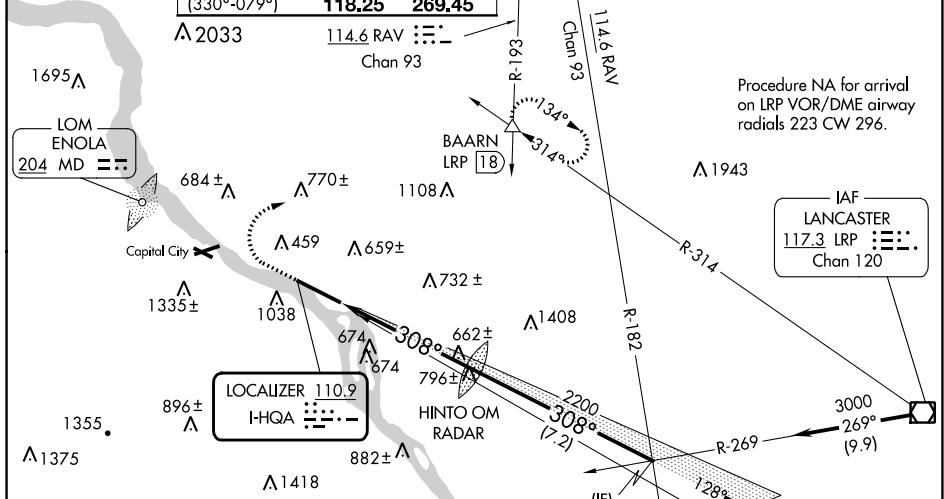 (330°-079°) 118.25 269.45
2033
114.6 RAV
Chan 93
R-193
114.6 RAV
Chan 93
1695
Procedure NA for arrival
on LRP VOR/DME airway
radials 223 CW 296.
134°
314°
BAARN
LRP 18
LOM
ENOLA
204 MD
684 ±
770 ±
1108
1943
IAF
LANCASTER
117.3 LRP
Chan 120
Capital City
459
659±
R-314
732 ±
1335±
1038
1408
R-182
674
674
308°
662±
796±
LOCALIZER 110.9
I-HQA
HINTO OM
RADAR
2200
308°
(7.2)
3000
269°
(9.9)
R-269
896±
1355
1375
882±
1418
128°
(IF)